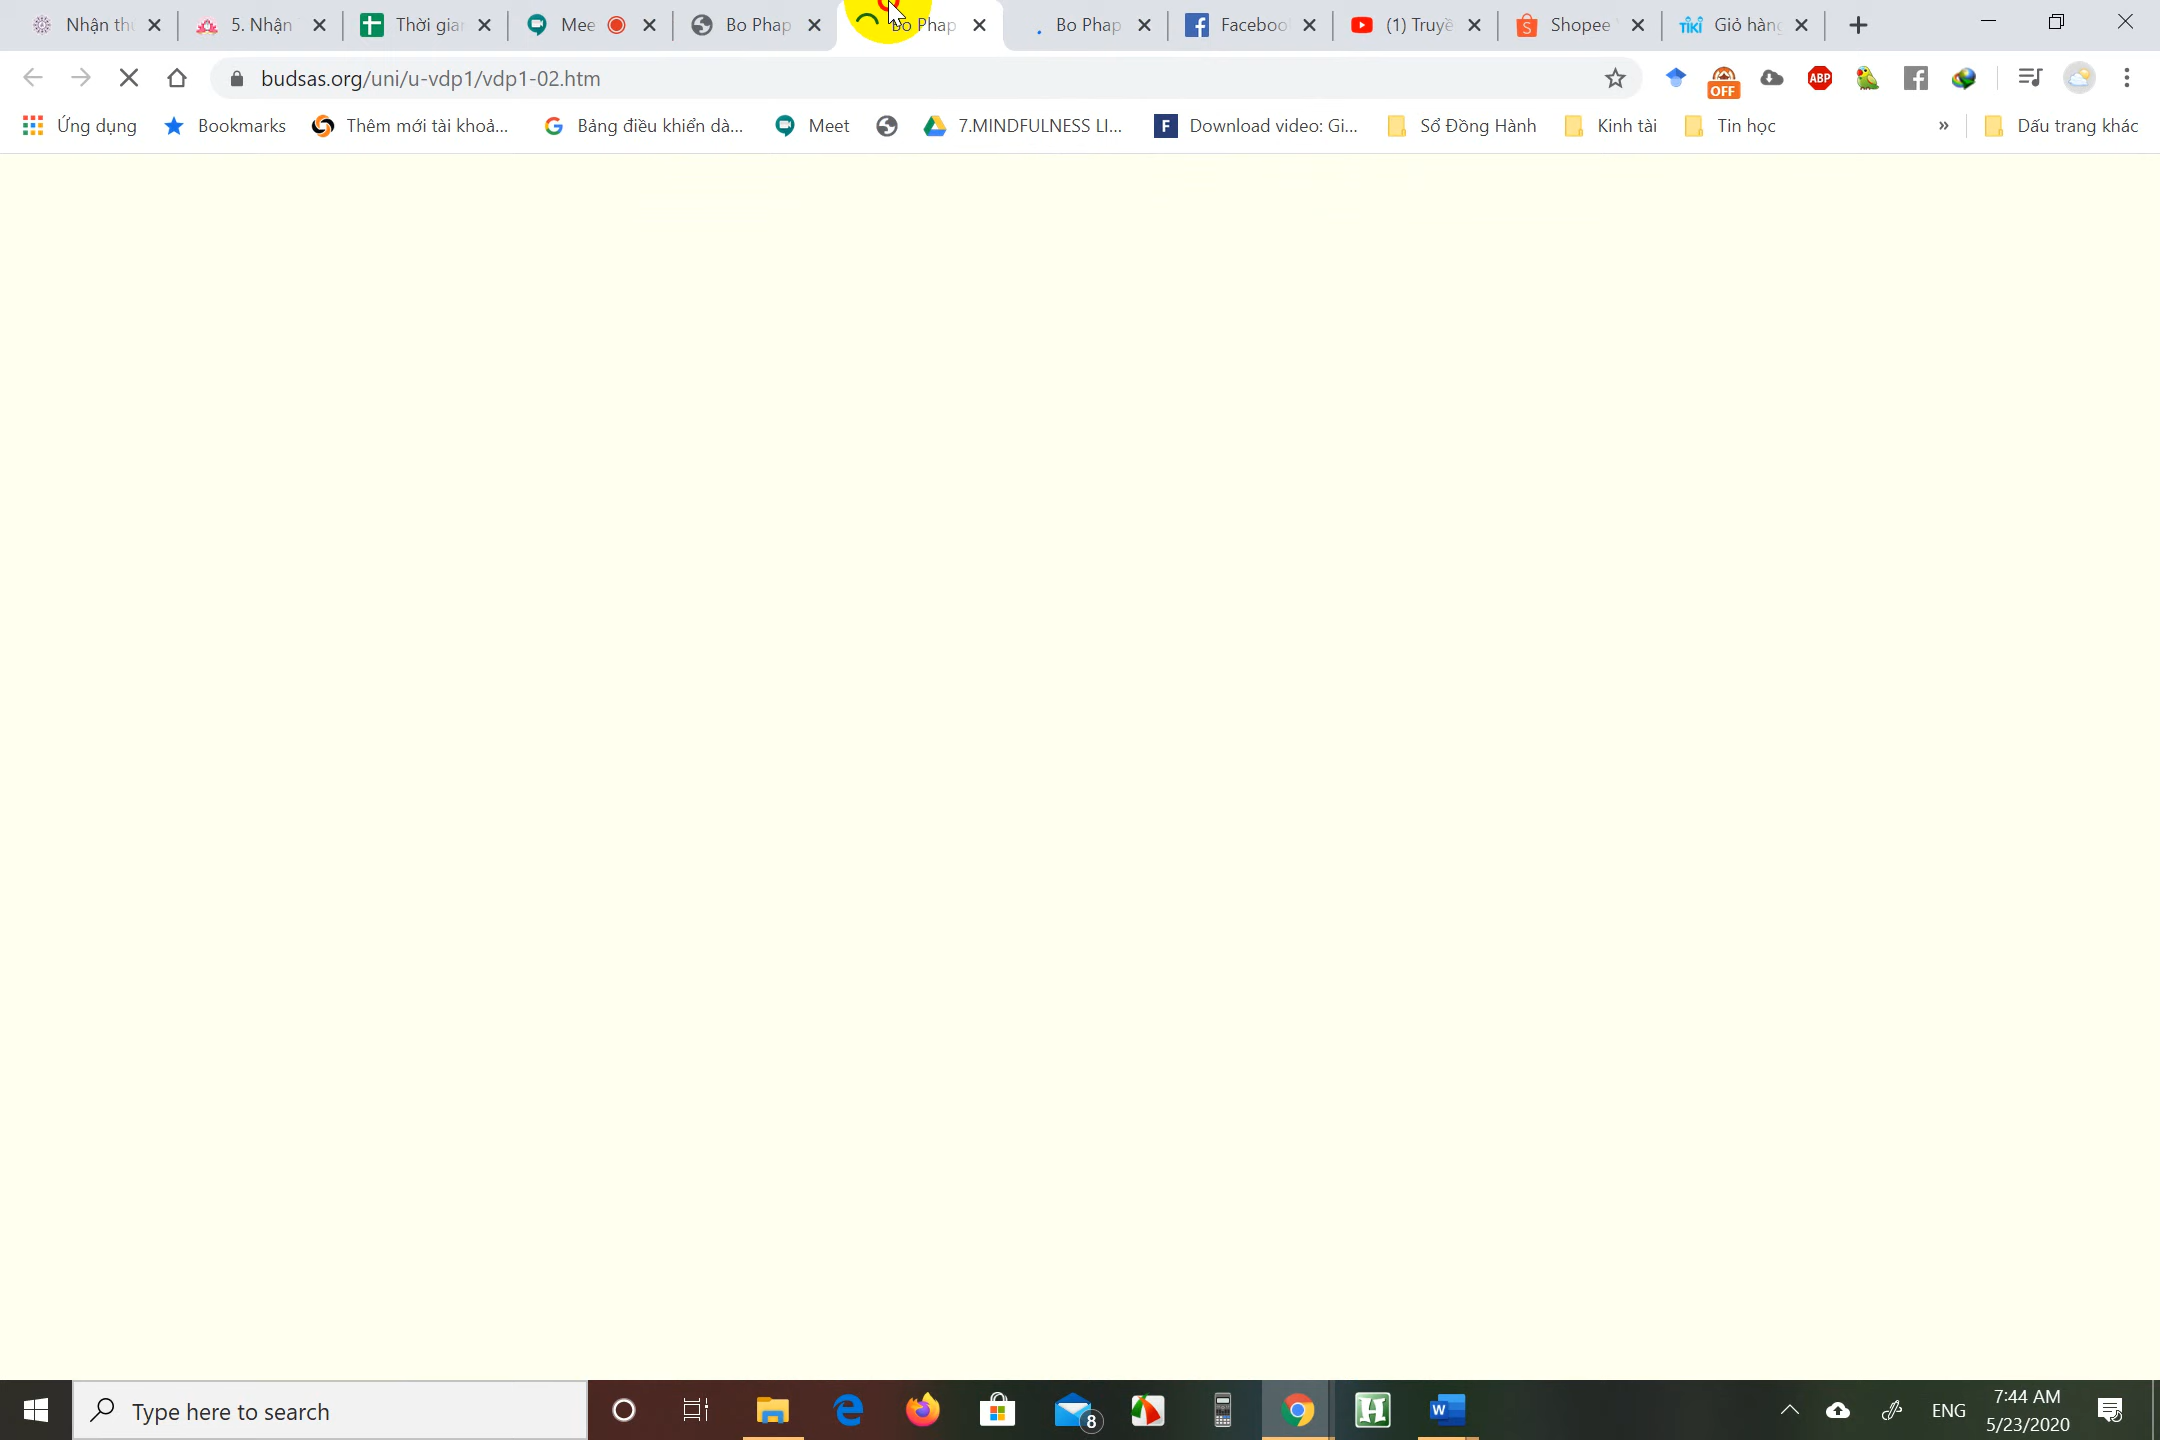 Nhận th 5. Nhận Thời gia Mee Bo Phap Bo Phap Bo Phap Faceboo (1) Truyề Shopee Giỏ hàng
budsas.org/uni/u-vdp1/vdp1-02.htm OFF ABP
Ứng dụng Bookmarks Thêm mới tài khoả... Bảng điều khiển dà... Meet 7.MINDFULNESS LI... F Download video: Gi... Sổ Đồng Hành Kinh tài Tin học » Dấu trang khác
Type here to search 8 ENG 7:44 AM
5/23/2020